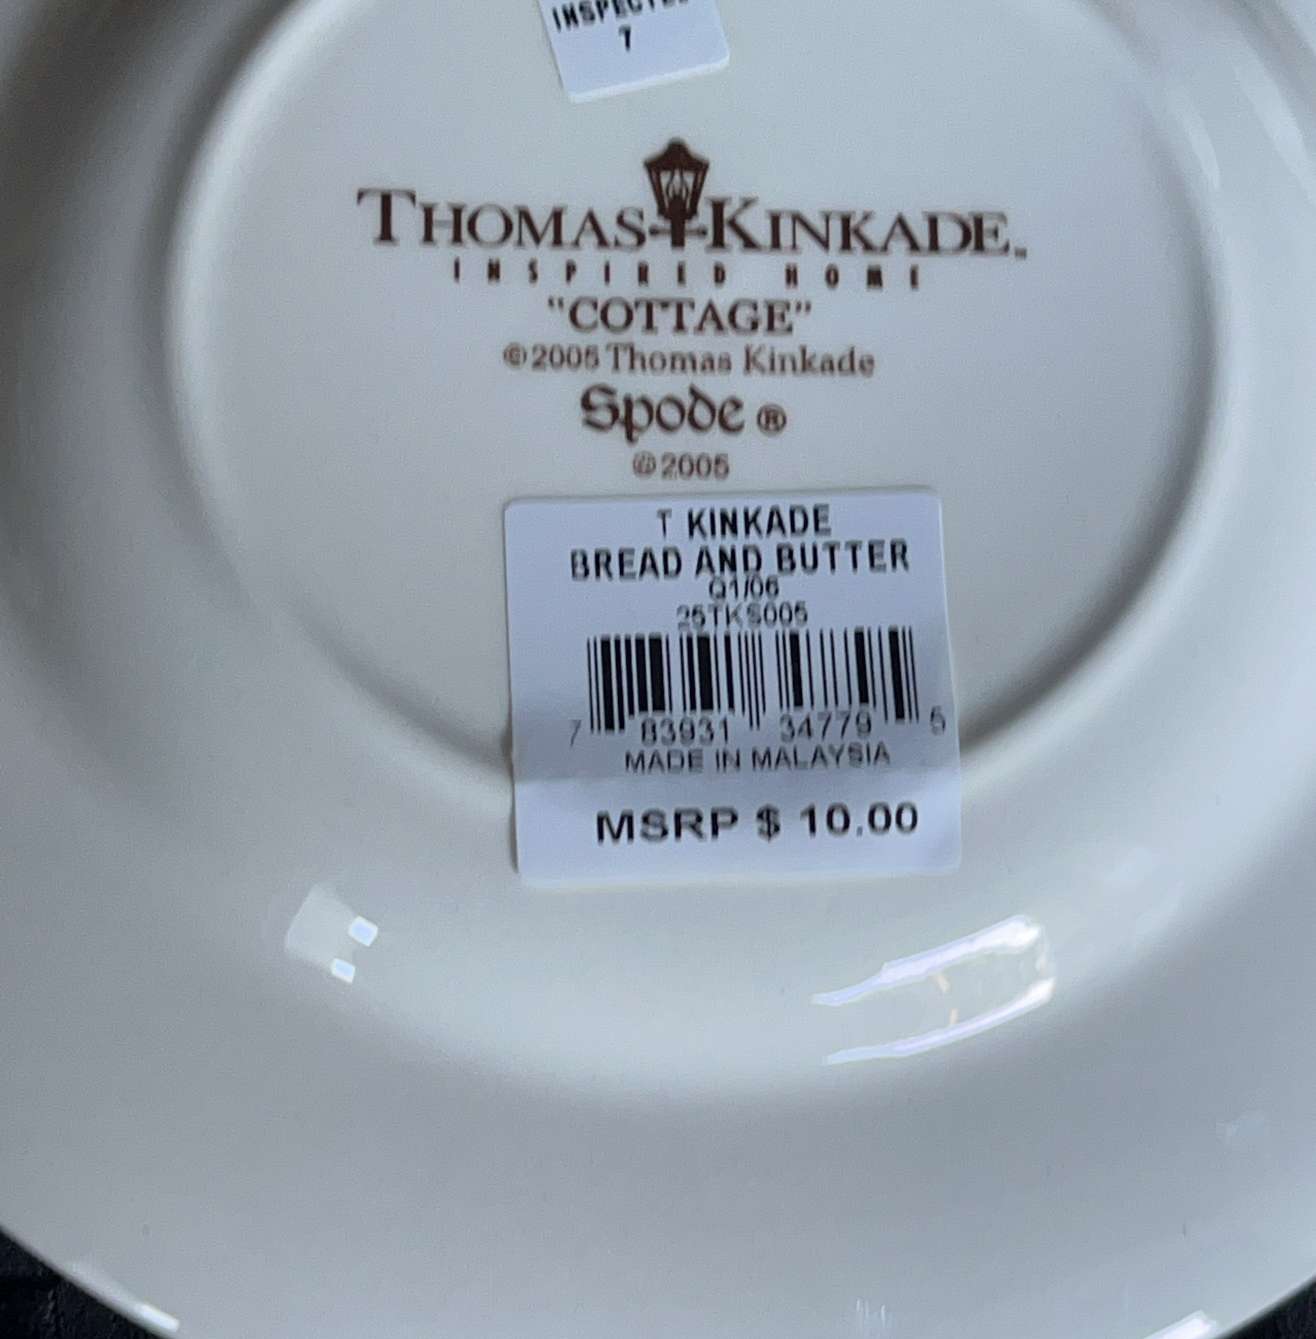 INSPECTED
7
THOMAS KINKADE™
INSPIRED HOME
"COTTAGE"
©2005 Thomas Kinkade
Spode ®
©2005
T KINKADE
BREAD AND BUTTER
Q1/06
25TKS005
7 83931 34779 5
MADE IN MALAYSIA
MSRP $ 10.00